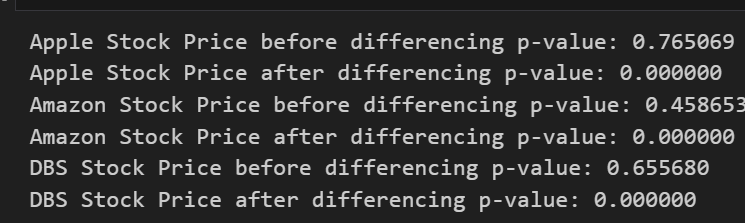 Apple Stock Price before differencing p-value: 0.765069
Apple Stock Price after differencing p-value: 0.000000
Amazon Stock Price before differencing p-value: 0.458653
Amazon Stock Price after differencing p-value: 0.000000
DBS Stock Price before differencing p-value: 0.655680
DBS Stock Price after differencing p-value: 0.000000